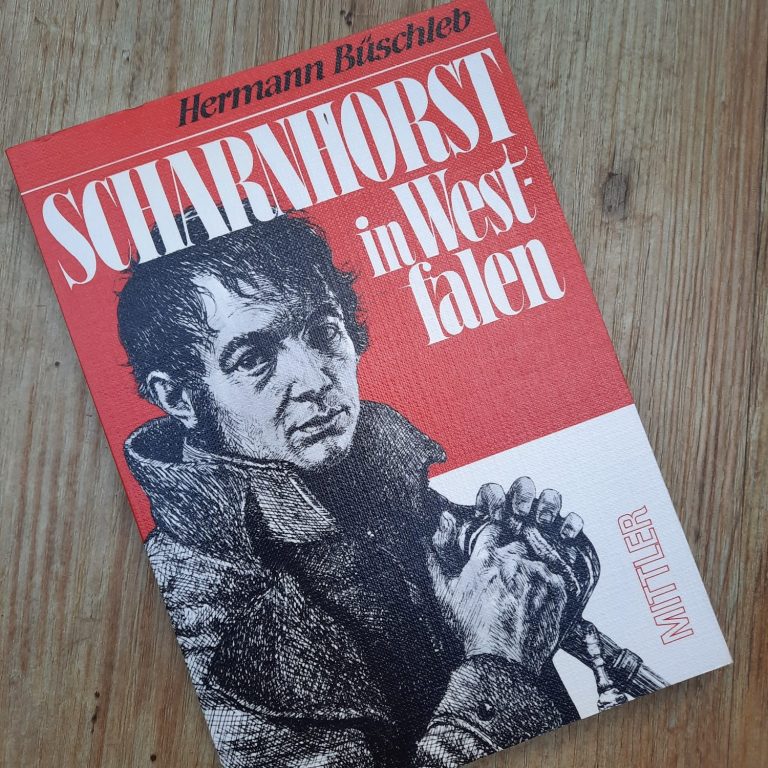 Hermann Büschleb
SCHARNHORST
in West-
falen
MITTLER